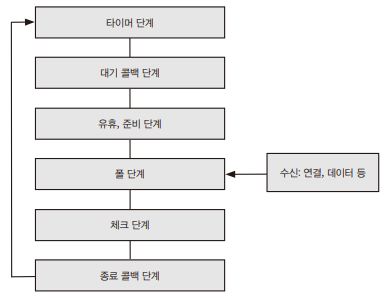 타이머 단계
대기 콜백 단계
유휴, 준비 단계
폴 단계
수신: 연결, 데이터 등
체크 단계
종료 콜백 단계